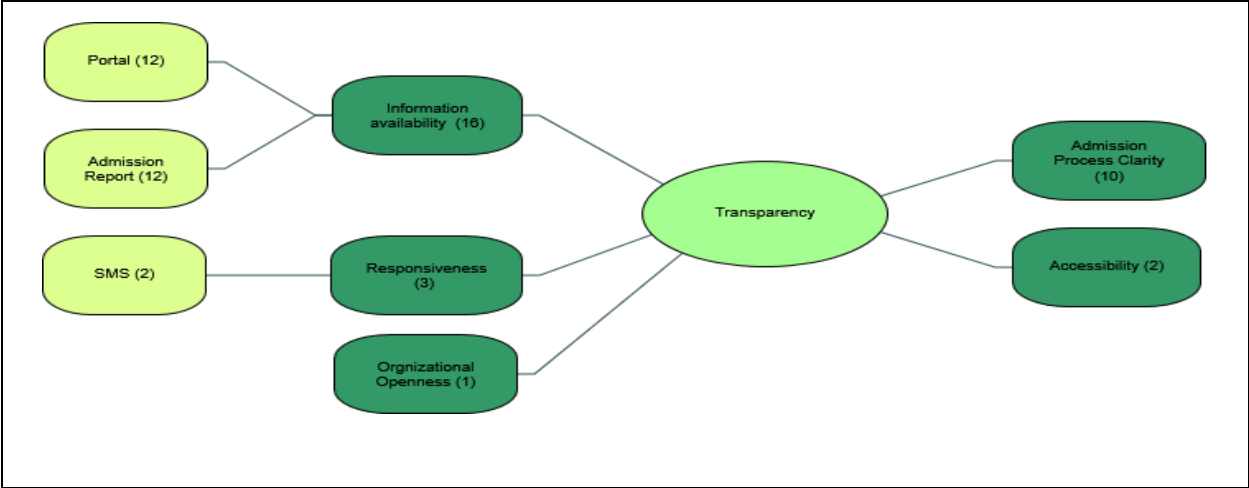 Portal (12)
Admission
Report (12)
SMS (2)
Information
availability (16)
Responsiveness
(3)
Orgnizational
Openness (1)
Transparency
Admission
Process Clarity
(10)
Accessibility (2)